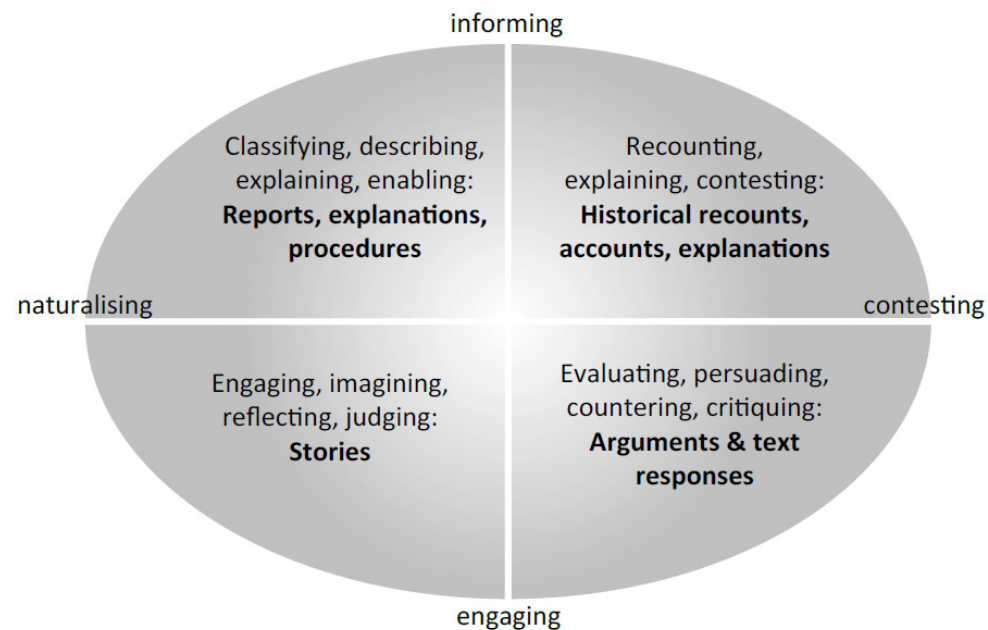 informing
Classifying, describing,
explaining, enabling:
Reports, explanations,
procedures
Recounting,
explaining, contesting:
Historical recounts,
accounts, explanations
naturalising
contesting
Engaging, imagining,
reflecting, judging:
Stories
Evaluating, persuading,
countering, critiquing:
Arguments & text
responses
engaging